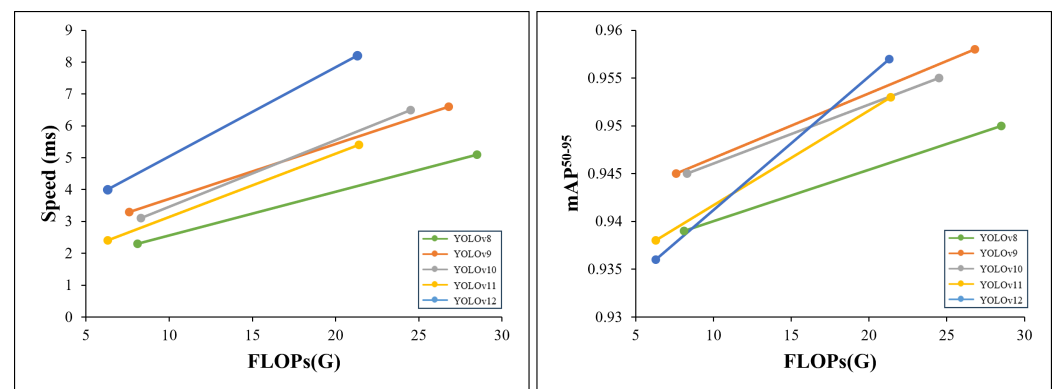 9
8
7
6
5
4
3
2
1
0
Speed (ms)
5 10 15 20 25 30
FLOPs(G)
YOLOv8
YOLOv9
YOLOv10
YOLOv11
YOLOv12
0.96
0.955
0.95
0.945
0.94
0.935
0.93
mAP⁵⁰⁻⁹⁵
5 10 15 20 25 30
FLOPs(G)
YOLOv8
YOLOv9
YOLOv10
YOLOv11
YOLOv12